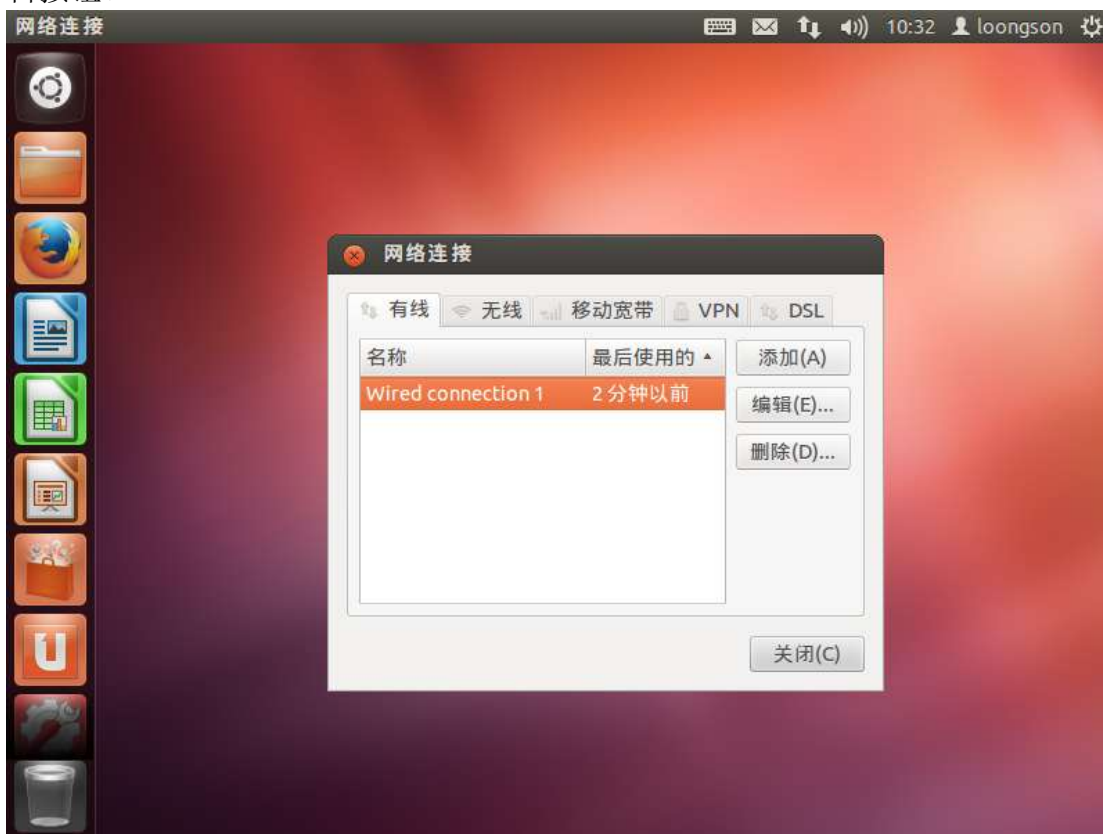 网络连接
10:32 loongson
网络连接
有线 无线 移动宽带 VPN DSL
名称 最后使用的 添加(A)
Wired connection 1 2 分钟以前
编辑(E)...
删除(D)...
关闭(C)